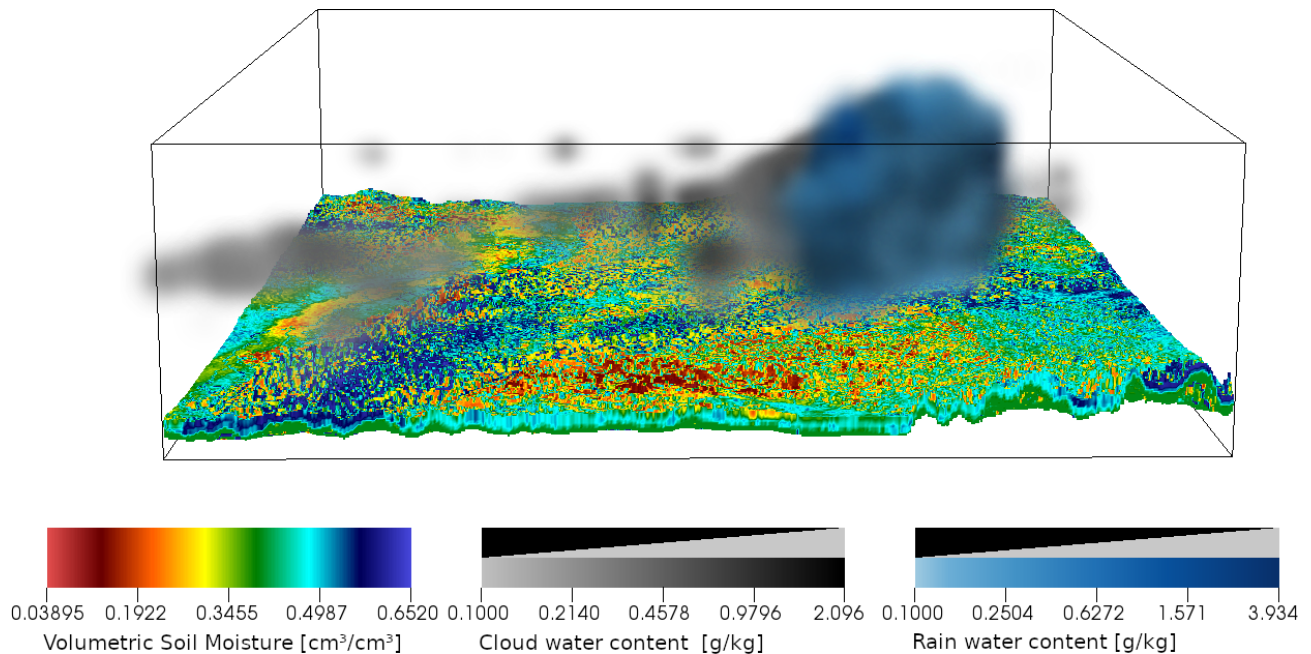 0.03895 0.1922 0.3455 0.4987 0.6520
Volumetric Soil Moisture [cm³/cm³]
0.1000 0.2140 0.4578 0.9796 2.096
Cloud water content [g/kg]
0.1000 0.2504 0.6272 1.571 3.934
Rain water content [g/kg]